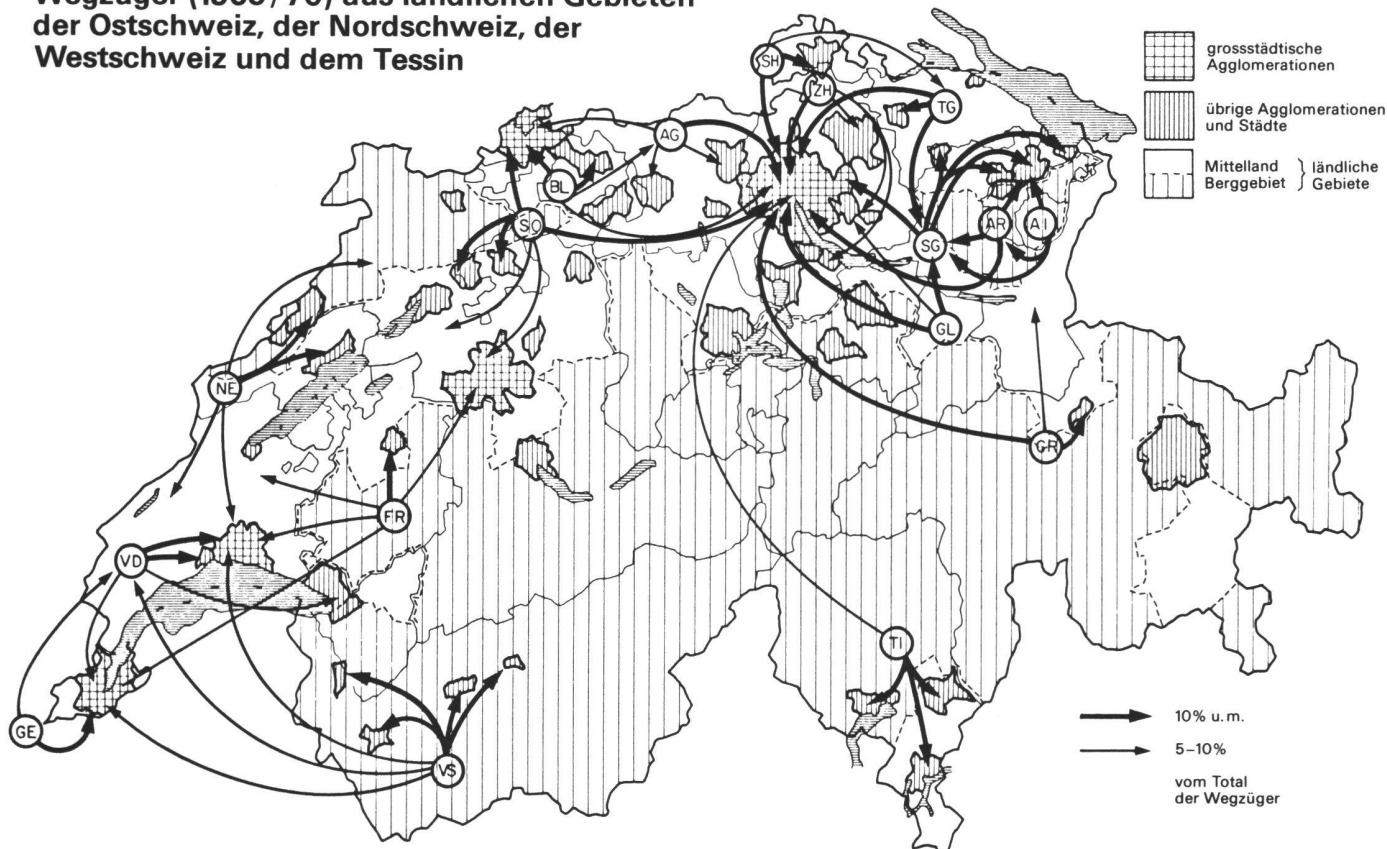 der Ostschweiz, der Nordschweiz, der
Westschweiz und dem Tessin
grossstädtische
Agglomerationen
übrige Agglomerationen
und Städte
Mittelland
Berggebiet
ländliche
Gebiete
SH
ZH
TG
AG
BL
SO
AR
AI
SG
GL
NE
GR
FR
VD
TI
GE
VS
10% u.m.
5–10%
vom Total
der Wegzüger